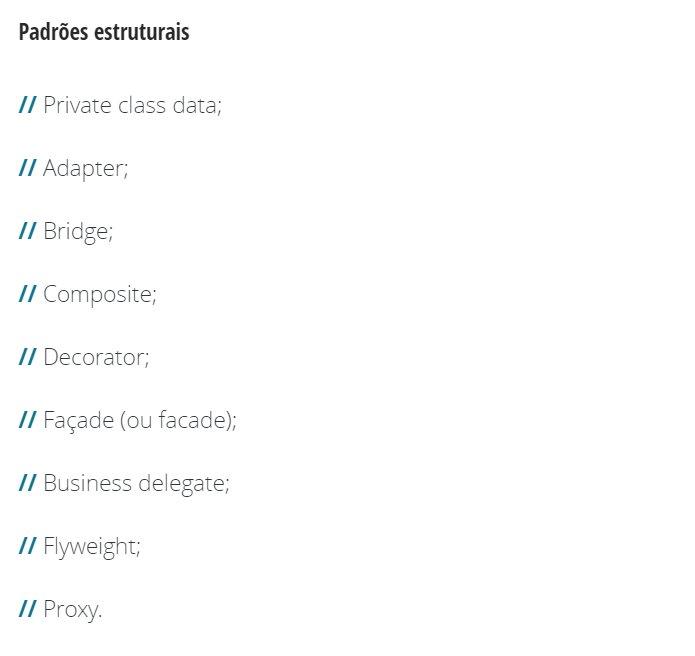 Padrões estruturais
// Private class data;
// Adapter;
// Bridge;
// Composite;
// Decorator;
// Façade (ou facade);
// Business delegate;
// Flyweight;
// Proxy.